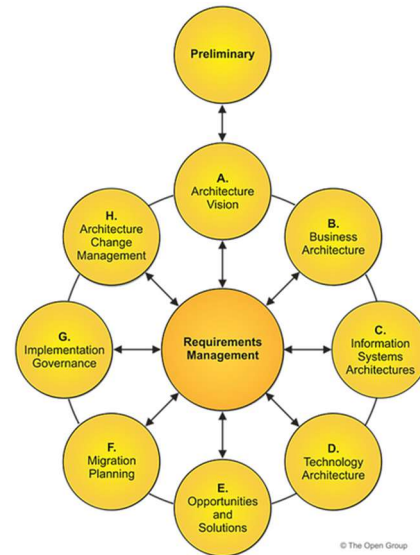 Preliminary
A.
Architecture
Vision
B.
Business
Architecture
C.
Information
Systems
Architectures
D.
Technology
Architecture
E.
Opportunities
and
Solutions
F.
Migration
Planning
G.
Implementation
Governance
H.
Architecture
Change
Management
Requirements
Management
© The Open Group